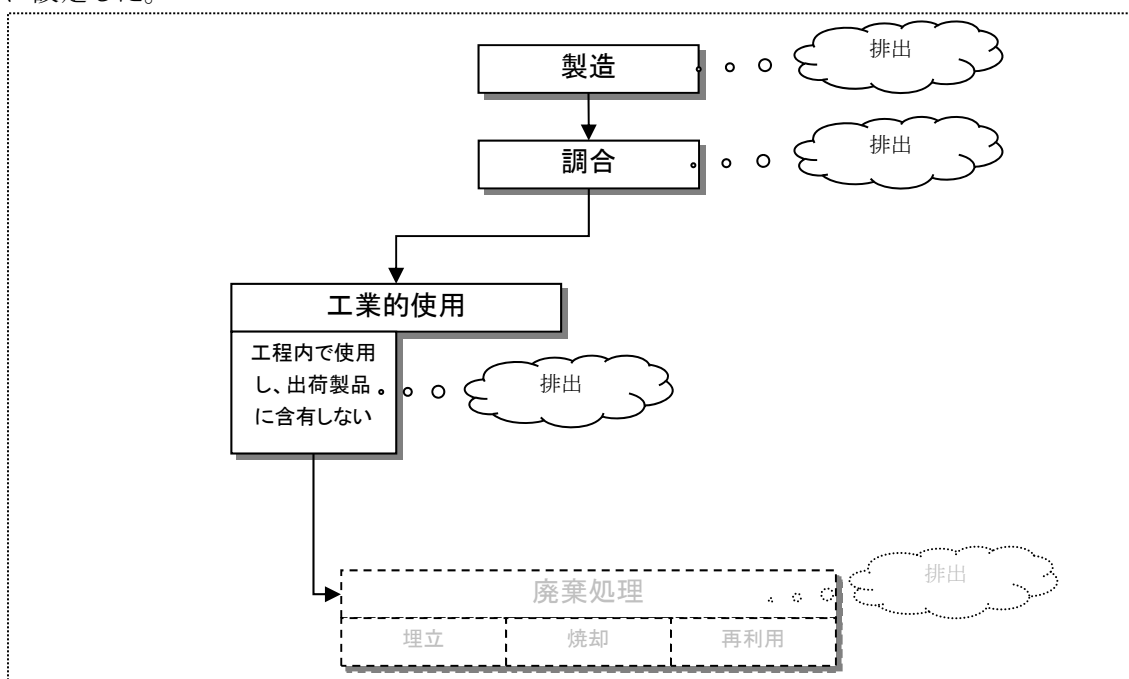 製造
排出
調合
排出
工業的使用
工程内で使用
し、出荷製品
に含有しない
排出
廃棄処理
排出
埋立
焼却
再利用